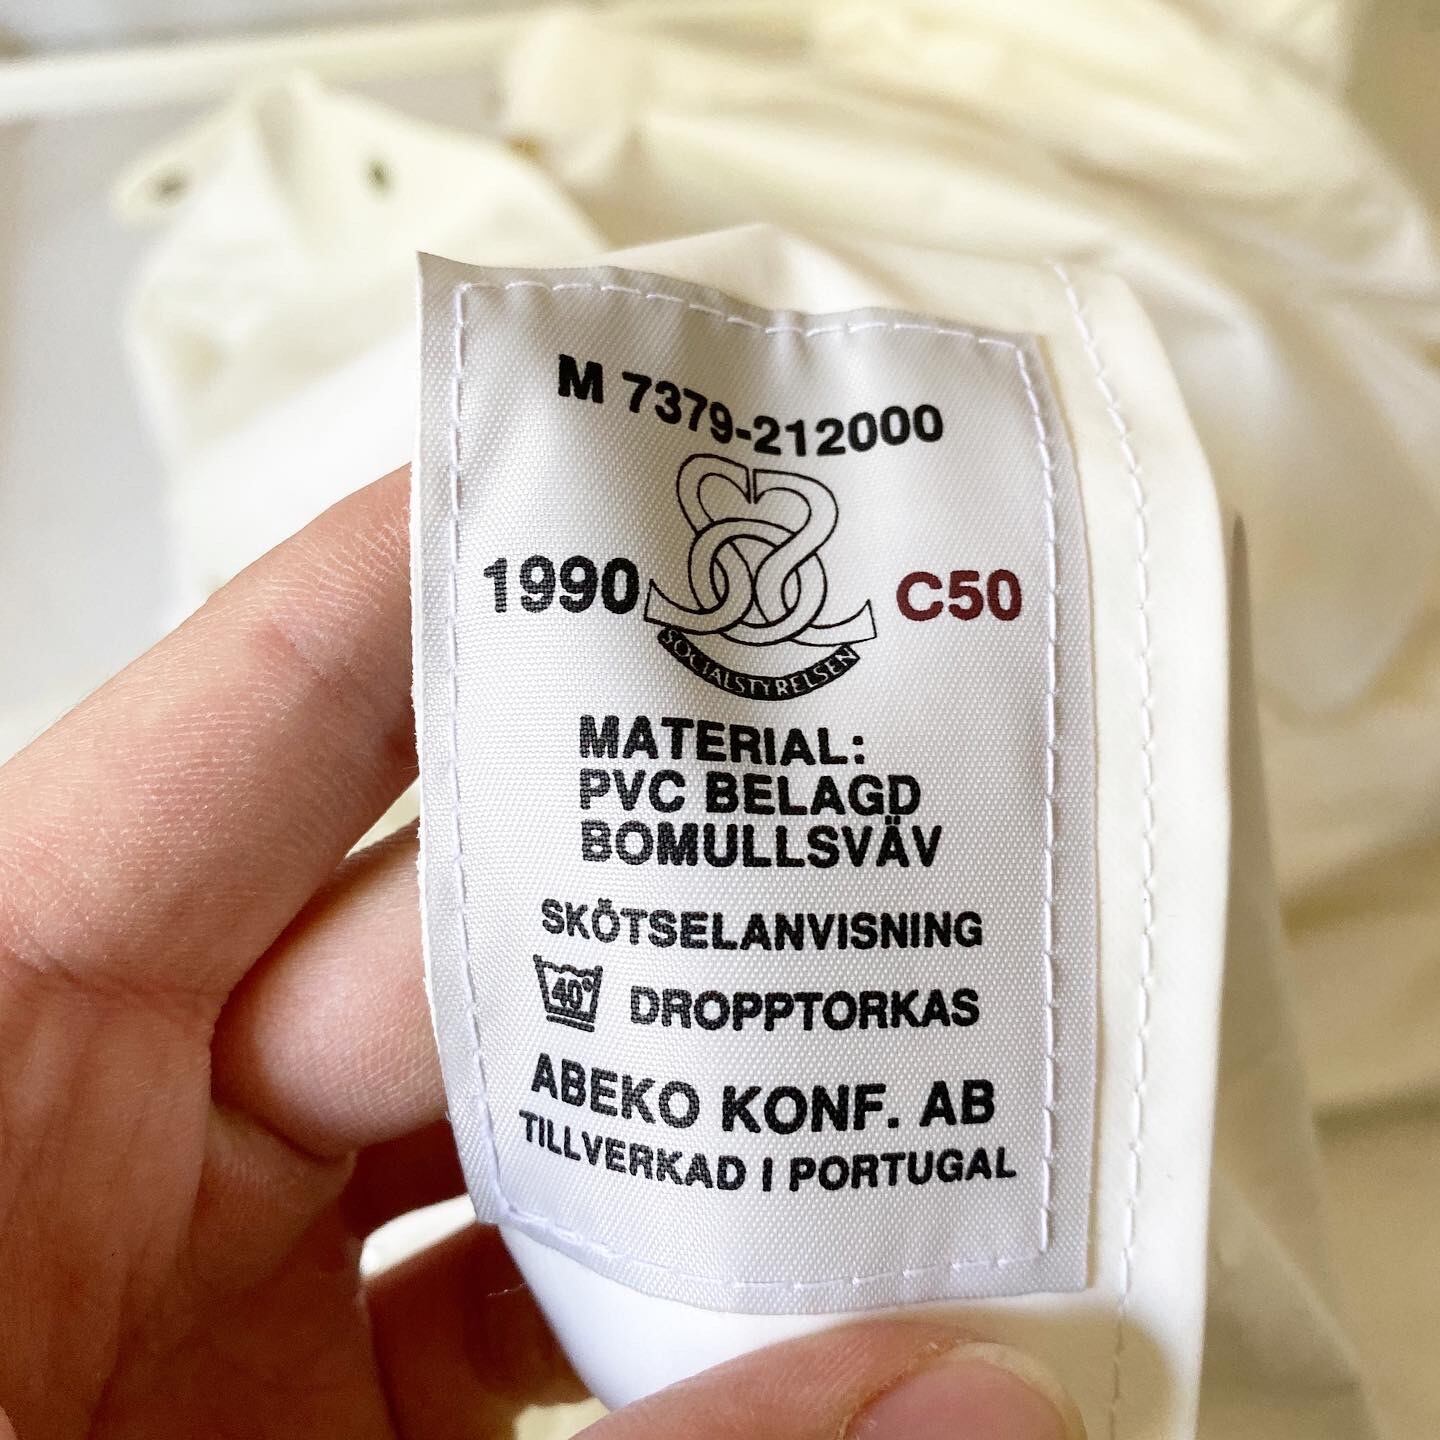 M 7379-212000
1990 C50
SOCIALSTYRELSEN
MATERIAL:
PVC BELAGD
BOMULLSVÄV
SKÖTSELANVISNING
40° DROPPTORKAS
ABEKO KONF. AB
TILLVERKAD I PORTUGAL